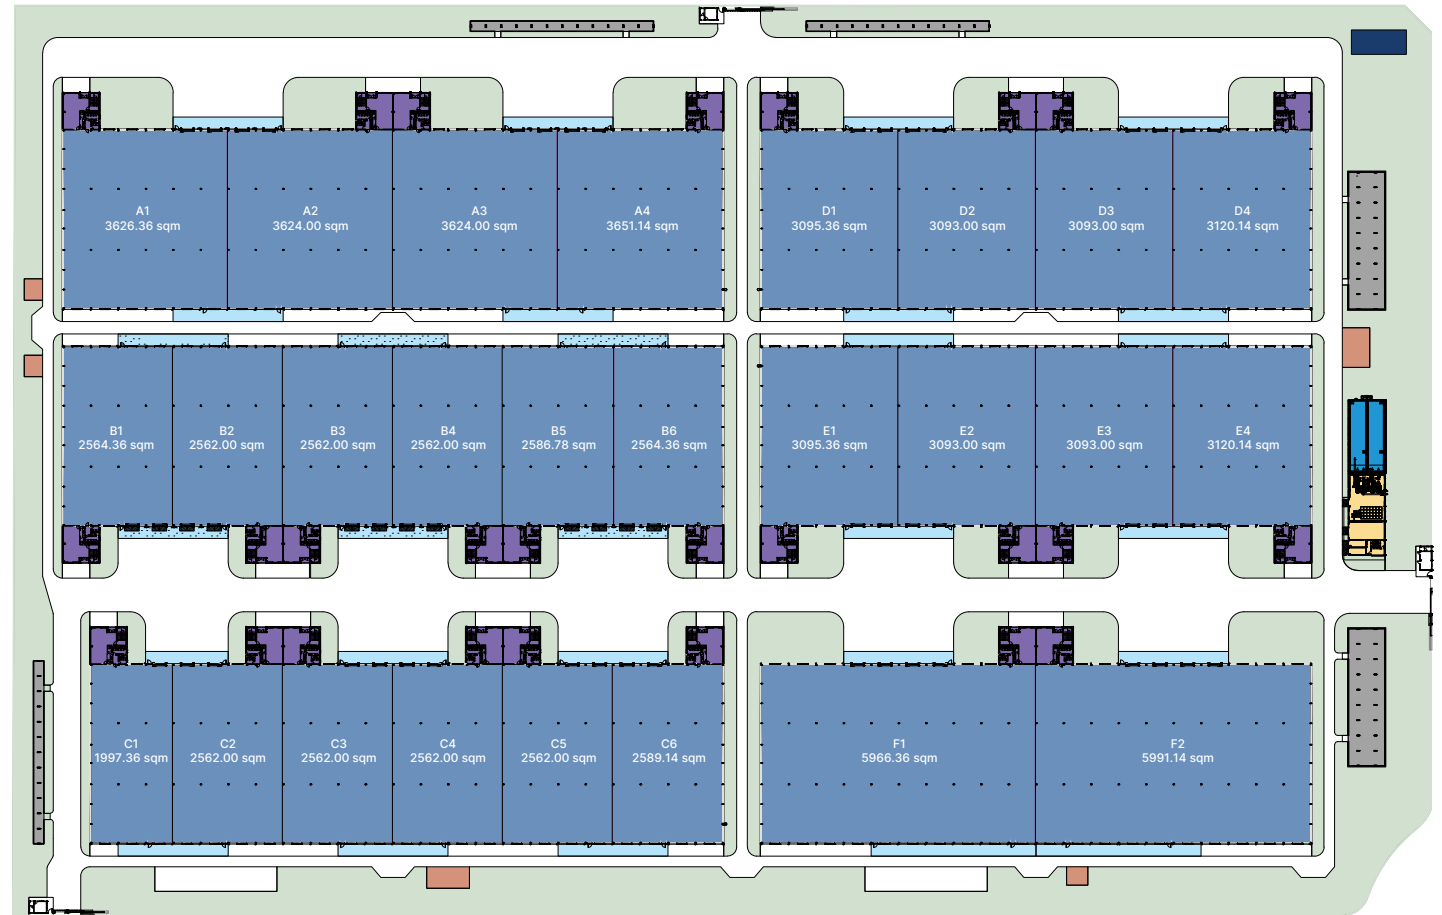 A1
3626.36 sqm
A2
3624.00 sqm
A3
3624.00 sqm
A4
3651.14 sqm
D1
3095.36 sqm
D2
3093.00 sqm
D3
3093.00 sqm
D4
3120.14 sqm
B1
2564.36 sqm
B2
2562.00 sqm
B3
2562.00 sqm
B4
2562.00 sqm
B5
2586.78 sqm
B6
2564.36 sqm
E1
3095.36 sqm
E2
3093.00 sqm
E3
3093.00 sqm
E4
3120.14 sqm
C1
1997.36 sqm
C2
2562.00 sqm
C3
2562.00 sqm
C4
2562.00 sqm
C5
2562.00 sqm
C6
2589.14 sqm
F1
5966.36 sqm
F2
5991.14 sqm